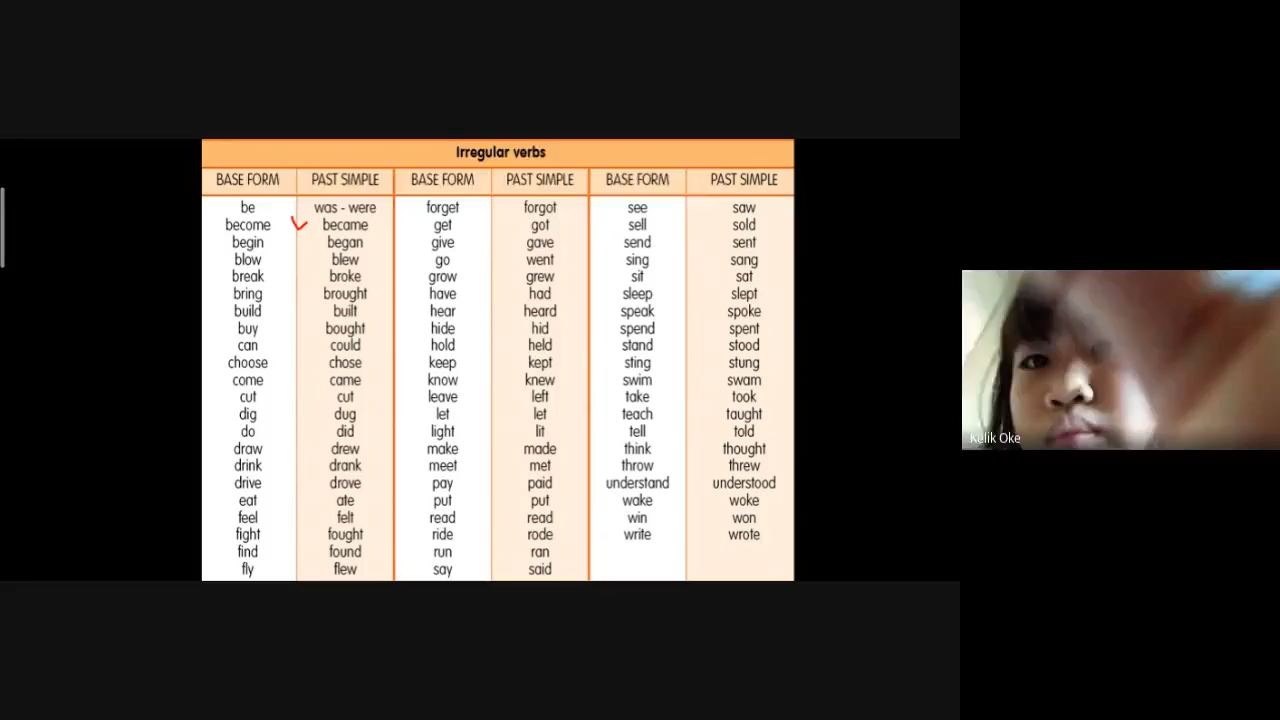 Irregular verbs
BASE FORM PAST SIMPLE BASE FORM PAST SIMPLE BASE FORM PAST SIMPLE
be was - were forget forgot see saw
become became get got sell sold
begin began give gave send sent
blow blew go went sing sang
break broke grow grew sit sat
bring brought have had sleep slept
build built hear heard speak spoke
buy bought hide hid spend spent
can could hold held stand stood
choose chose keep kept sting stung
come came know knew swim swam
cut cut leave left take took
dig dug let let teach taught
do did light lit tell told
draw drew make made think thought
drink drank meet met throw threw
drive drove pay paid understand understood
eat ate put put wake woke
feel felt read read win won
fight fought ride rode write wrote
find found run ran
fly flew say said
Kelik Oke